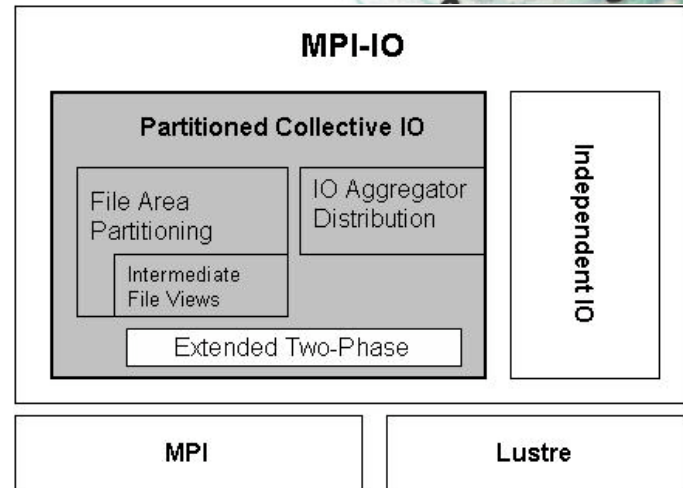 MPI-IO
Partitioned Collective IO
File Area
Partitioning
IO Aggregator
Distribution
Intermediate
File Views
Extended Two-Phase
Independent IO
MPI
Lustre